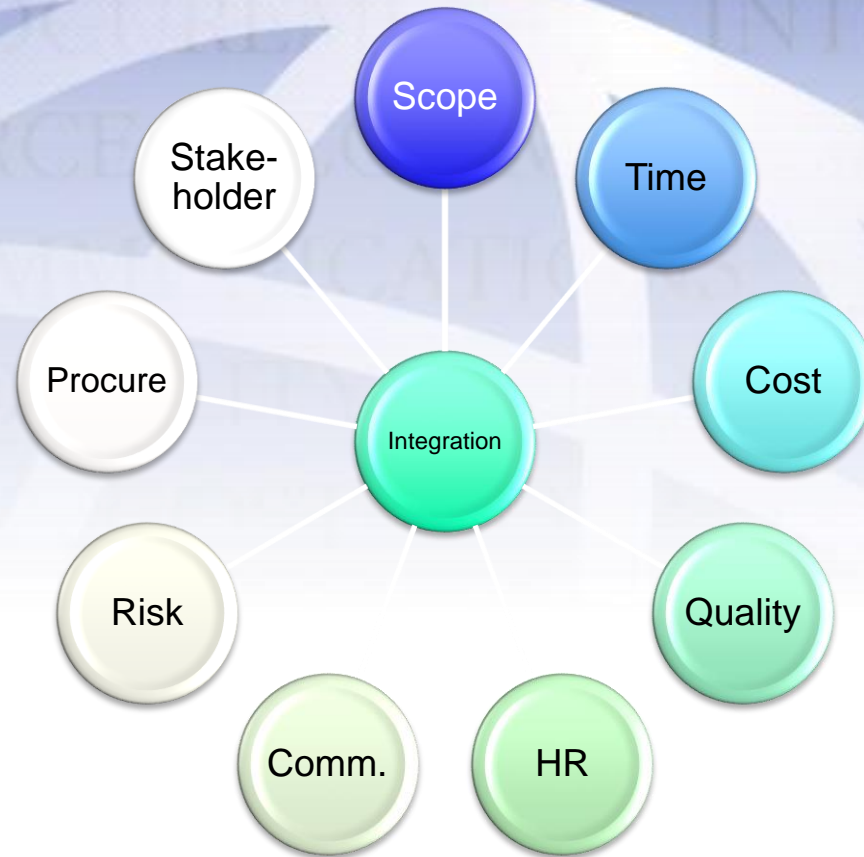 Scope
Time
Cost
Quality
HR
Comm.
Risk
Procure
Stake-
holder
Integration